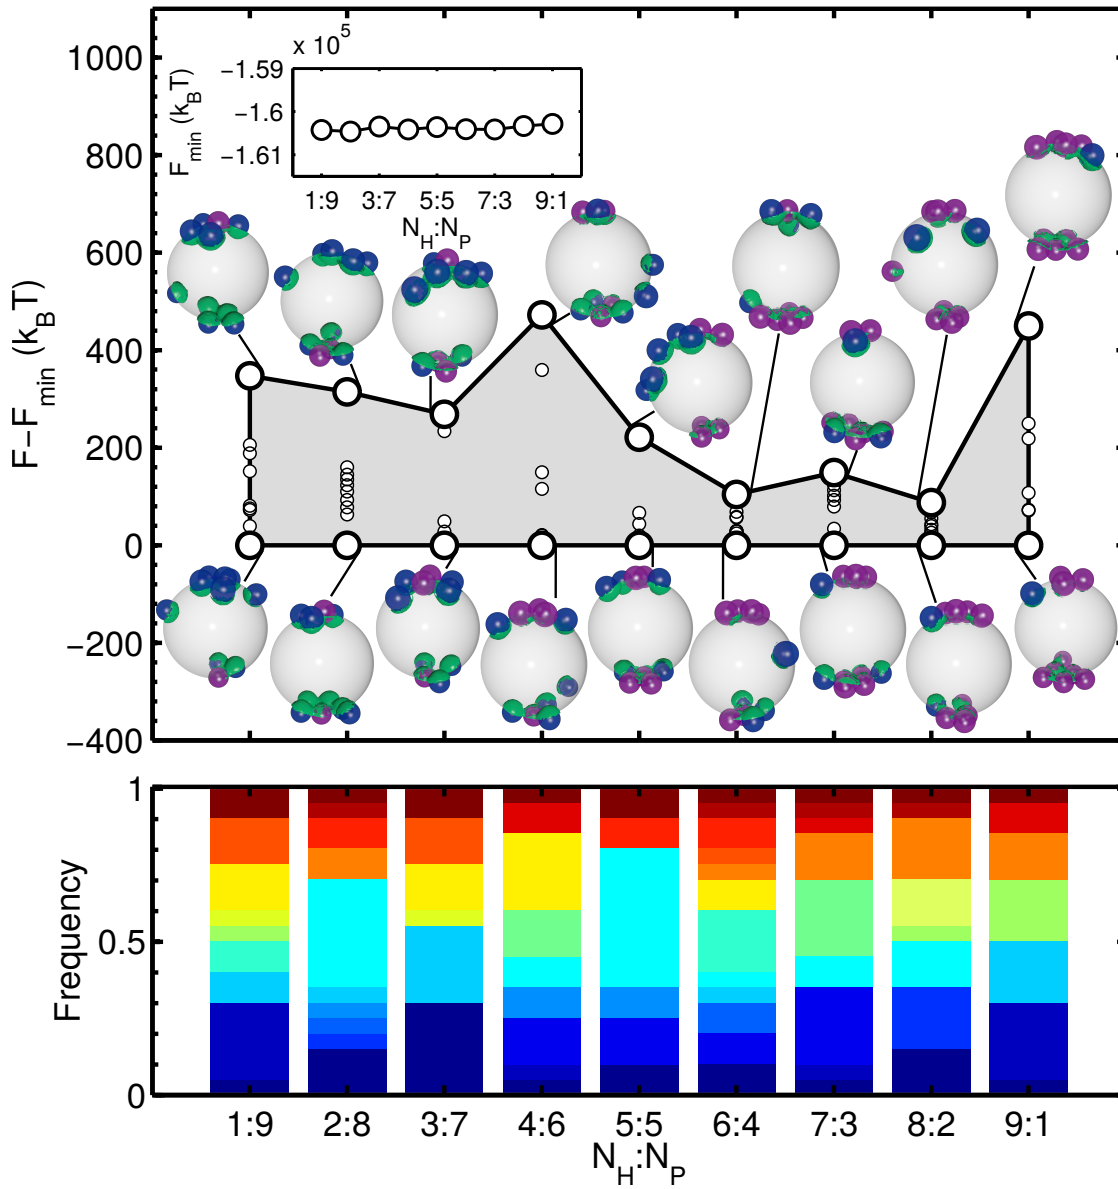 1000
800
600
400
200
0
−200
−400
F−F_min (k_BT)
x 10^5
−1.59
−1.6
−1.61
F_min (k_BT)
1:9 3:7 5:5 7:3 9:1
N_H:N_P
1
0.5
0
Frequency
1:9 2:8 3:7 4:6 5:5 6:4 7:3 8:2 9:1
N_H:N_P